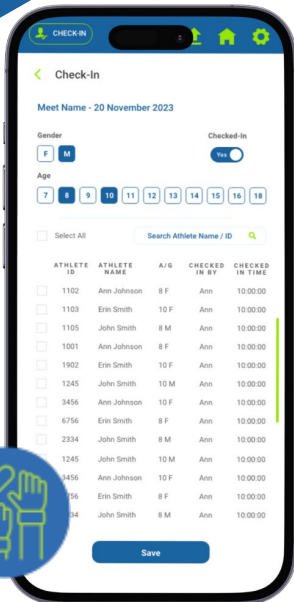 CHECK-IN
Check-In
Meet Name - 20 November 2023
Gender Checked-In
F M Yes
Age
7 8 9 10 11 12 13 14 15 16 18
Select All Search Athlete Name / ID
ATHLETE ID ATHLETE NAME A/G CHECKED IN BY CHECKED IN TIME
1102 Ann Johnson 8 F Ann 10:00:00
1103 Erin Smith 10 F Ann 10:00:00
1105 John Smith 8 M Ann 10:00:00
1001 Ann Johnson 8 F Ann 10:00:00
1902 Erin Smith 10 F Ann 10:00:00
1245 John Smith 10 M Ann 10:00:00
3456 Ann Johnson 10 F Ann 10:00:00
6756 Erin Smith 8 F Ann 10:00:00
2334 John Smith 8 M Ann 10:00:00
1245 John Smith 10 M Ann 10:00:00
3456 Ann Johnson 10 F Ann 10:00:00
56 Erin Smith 8 F Ann 10:00:00
34 John Smith 8 M Ann 10:00:00
Save